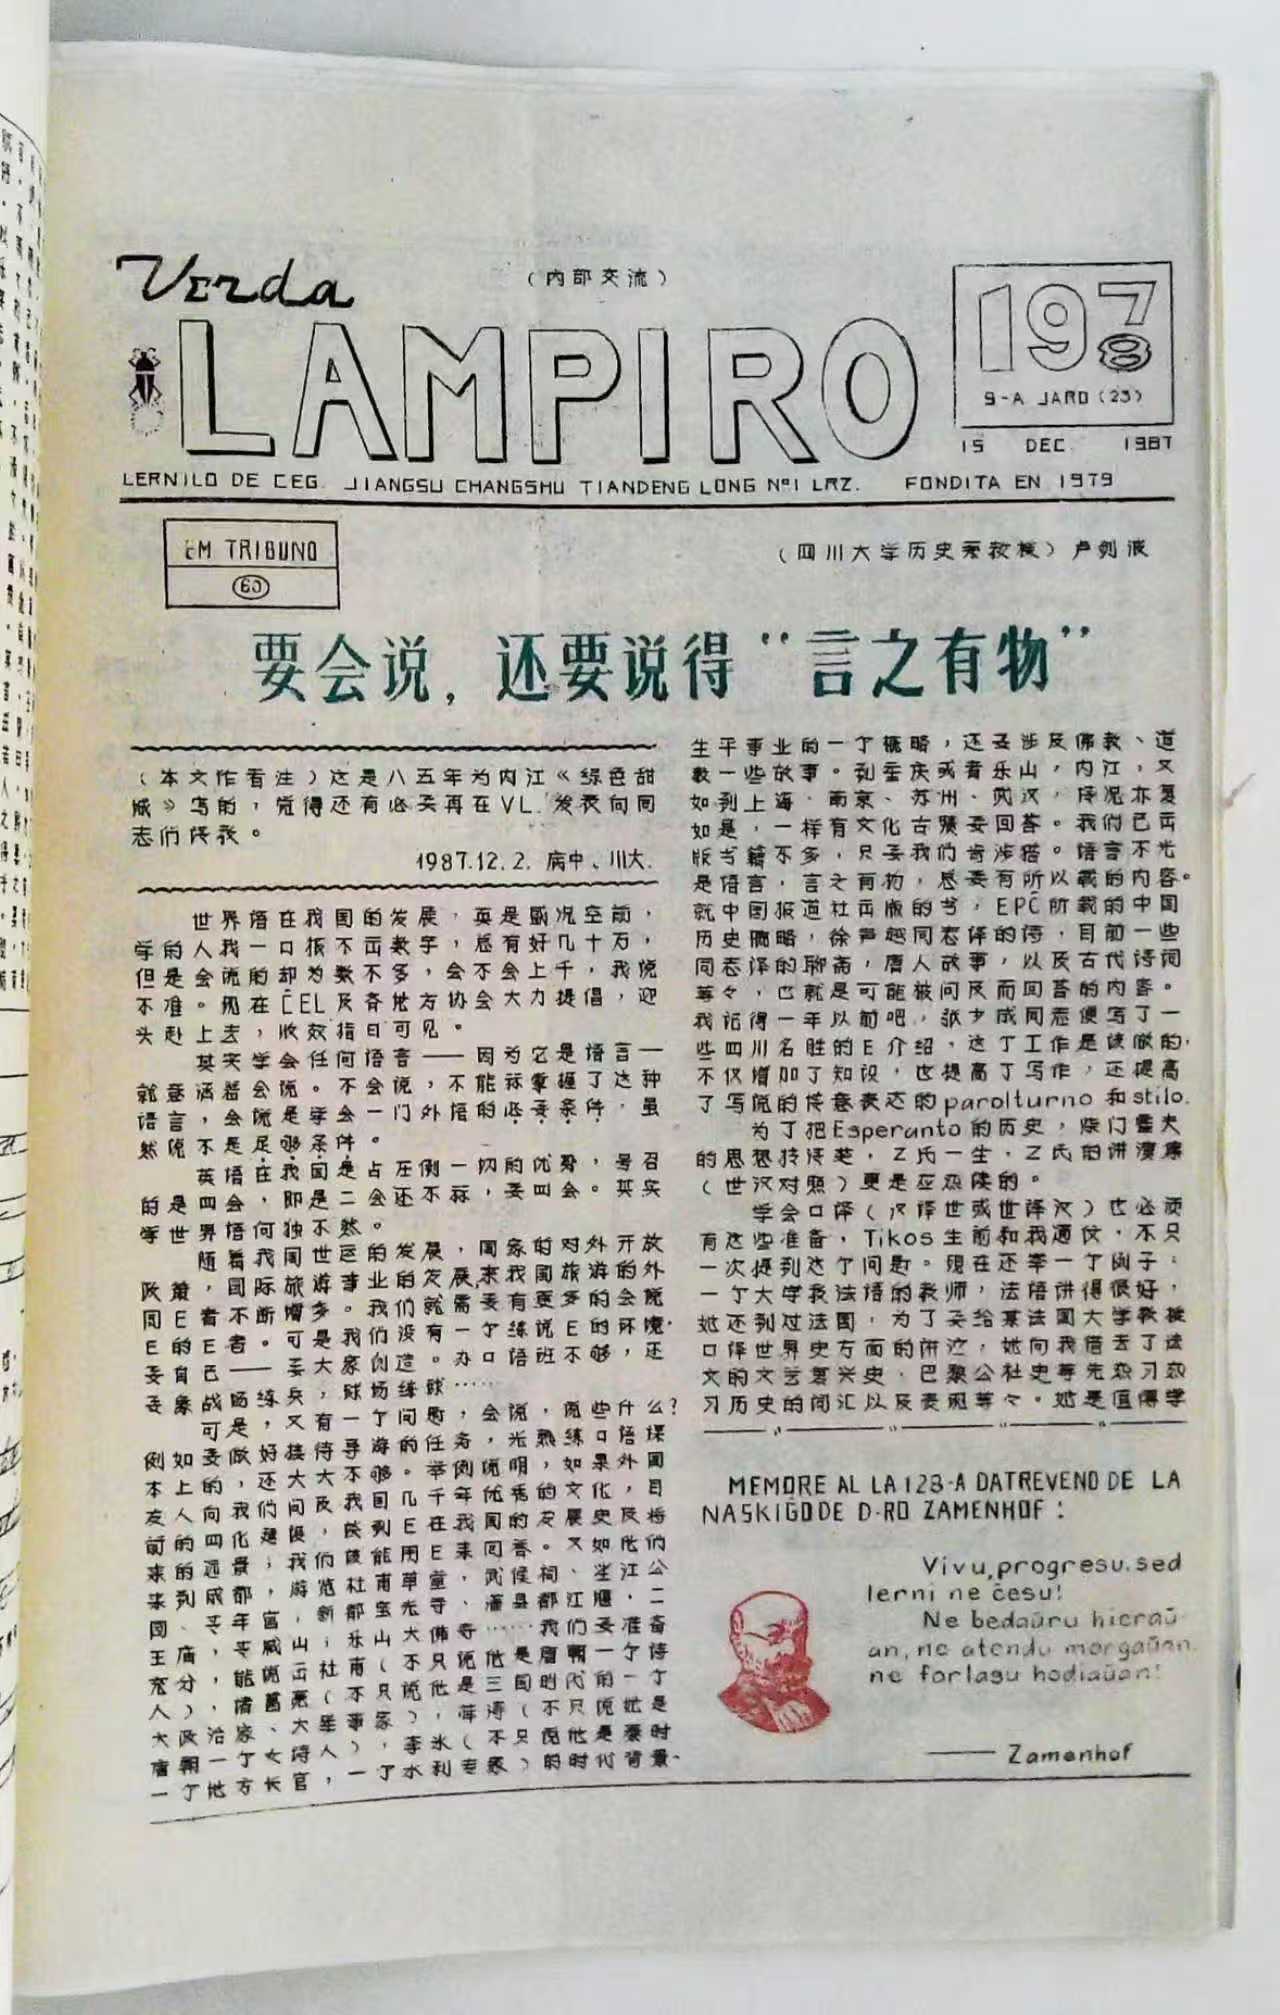 Verda
(内部交流)
LAMPIRO
1978
9-A JARO (23)
15 DEC. 1987
LERNILO DE CEG. JIANGSU CHANGSHU TIANDENG LONG Nº1 LRZ. FONDITA EN 1979
EM TRIBUNO
60
(四川大学历史系教授) 卢剑波
要会说，还要说得“言之有物”
(本文作者注)这是八五年为内江《绿色甜
城》写的，觉得还有必要再在VL.发表向同
志们传表。
1987.12.2. 病中、川大.
世界语在我国的发展，真是盛况空前，
学的人我一口报不出数字，总有好几十万，
但是会说的却为数不多，会不会上千，我说
不准。现在ĈEL及各地方协会大力提倡，迎
头赴上去，收效指日可见。
其实学会任何语言——因为它是语言—
就意涵着会说。不会说，不能称掌握了这种
语言，会说是学会一门外语的必要条件，虽
然说不是足够条件。
英语在我国是占压倒一切的优势，号召
的是四会，即是二会还不称，要四会。其实
学世界语何独不然。
随着我国世运的发展，国家的对外开放
政策，国际旅游事业的发展,来我国旅游的外
国E者不断增多。我们就需要有更多的会说
E的E者。可是我们没有一个练说E的环境.
要自己——要大家创造。办口语班不够，还
要象战场练兵，球场练球……
可是，又有一个问题，会说，说些什么?
例如要做好接待导游的任务，光熟练口语课
本上的，还大大不够。举例说明，如果外国
友人向我们问及我国几千年优秀的文化，目
前的四化建设，谈到E在我国的发展史及将
来的远景；我们该能用E来回答。又如他们
来到成都，游览杜甫草堂，武侯祠、望江公
园、青羊宫，新都宝光寺、灌县都江堰，二
王庙，青城山；乐山大佛寺……我们要准备
充分，能说出杜甫(不只说他是唐朝一个诗
人)，诸葛亮(不只说他是三国时代的一个
大政治家、大军事家)，薛涛(不只说她是
唐朝一个女诗人)，李冰(不只说他是秦时
一个地方长官，一个水利专家)的时代背景.
生平事业的一个概略，还要涉及佛教、道
教一些故事。到重庆或音乐山，内江，又
如到上海、南京、苏州、武汉，情况亦复
如是，一样有文化古迹要回答。我们已出
版书籍不多，只要我们肯涉猎。语言不光
是语言，言之有物，总要有所以载的内容。
就中国报道社出版的书，EPĈ所载的中国
历史简略，徐声越同志译的诗，目前一些
同志译的聊斋，唐人故事，以及古代诗词
等々，也就是可能被问及而回答的内容。
我记得一年以前吧，张少成同志便写了一
些四川名胜的E介绍，这个工作是该做的,
不仅增加了知识，也提高了写作，还提高
了写说的传意表达的parolturno和stilo.
为了把Esperanto的历史，柴门霍夫
的思想持传楚，Z氏一生，Z氏的讲演集
(世汉对照)更是应杂读的。
学会口译(汉译世或世译汉)也必须
有这些准备，Tikos生前和我通仪，不只
一次提到这个问题。现在还举一个例子：
一个大学教法语的教师，法语讲得很好，
她还到过法国，为了要给某法国大学教授
口译世界史方面的讲演，她向我借去了法
文的文艺复兴史、巴黎公社史等先杂习杂
习历史的词汇以及表现等々。她是值得学
MEMORE AL LA 128-A DATREVENO DE LA
NASKIĜO DE D-RO ZAMENHOF:
Vivu, progresu, sed
lerni ne ĉesu!
Ne bedaŭru hieraŭ-
an, ne atendu morgaŭan,
ne forlasu hodiaŭan!
—— Zamenhof